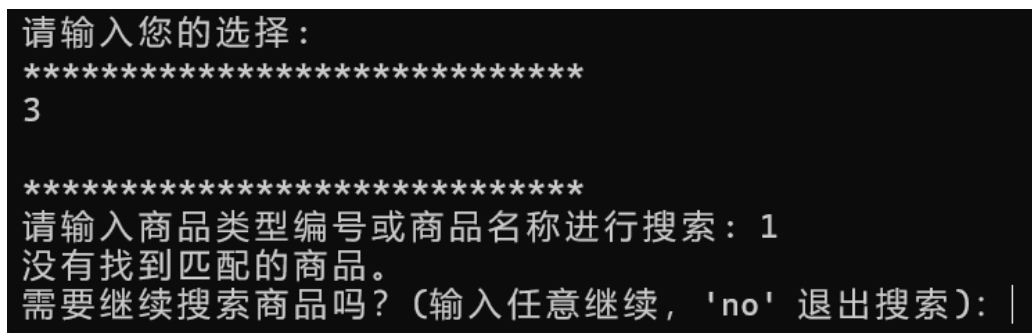 请输入您的选择:
*****************************
3
*****************************
请输入商品类型编号或商品名称进行搜索: 1
没有找到匹配的商品。
需要继续搜索商品吗? (输入任意继续, 'no' 退出搜索):